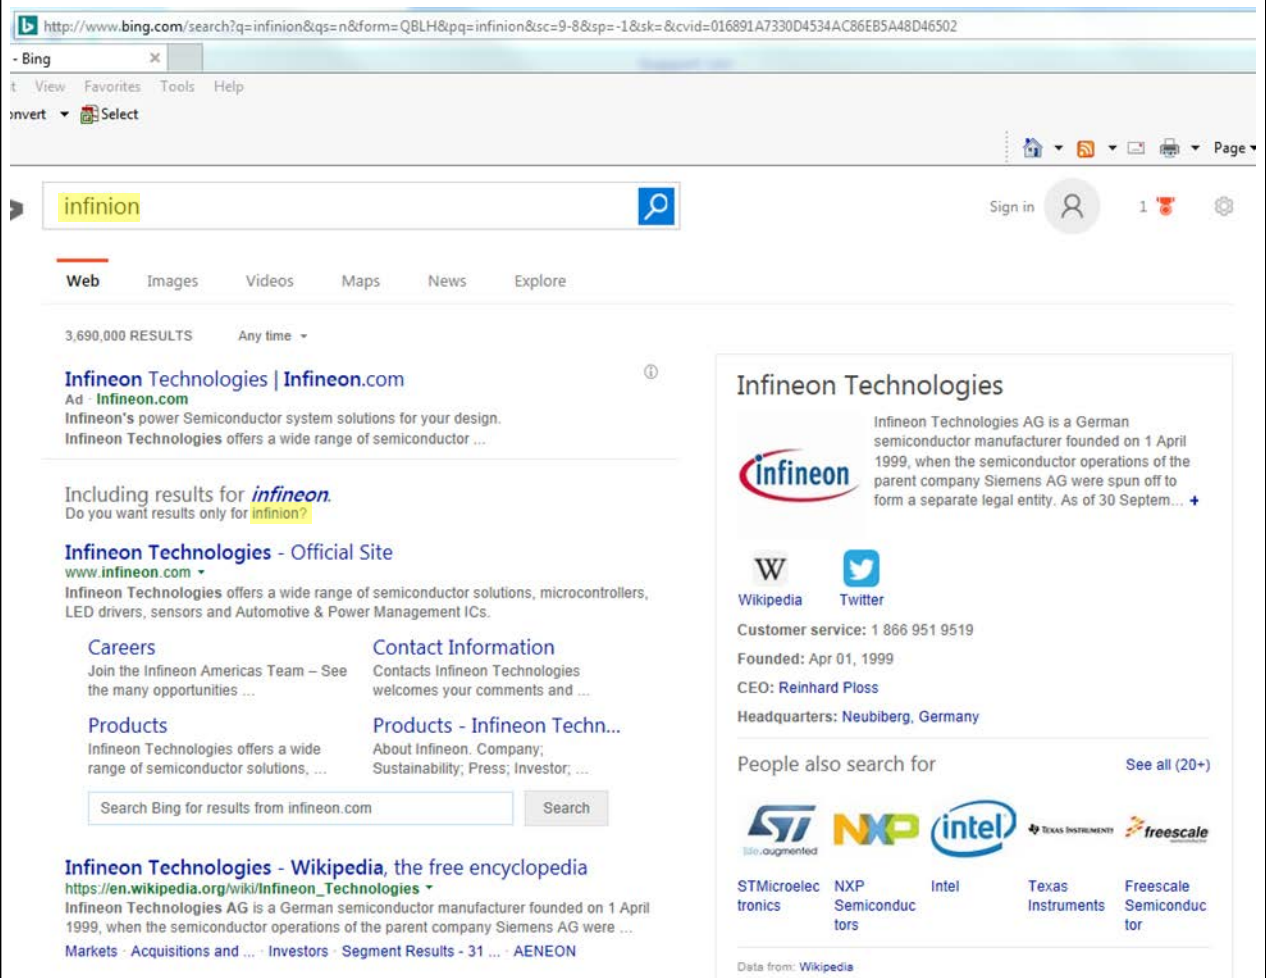 http://www.bing.com/search?q=infinion&qs=n&form=QBLH&pq=infinion&sc=9-8&sp=-1&sk=&cvid=016891A7330D4534AC86EB5A48D46502
- Bing
t View Favorites Tools Help
onvert Select
Page
infinion
Sign in 1
Web Images Videos Maps News Explore
3,690,000 RESULTS Any time
Infineon Technologies | Infineon.com
Ad · Infineon.com
Infineon's power Semiconductor system solutions for your design.
Infineon Technologies offers a wide range of semiconductor ...
Including results for infineon.
Do you want results only for infinion?
Infineon Technologies - Official Site
www.infineon.com
Infineon Technologies offers a wide range of semiconductor solutions, microcontrollers,
LED drivers, sensors and Automotive & Power Management ICs.
Careers
Join the Infineon Americas Team – See
the many opportunities ...
Contact Information
Contacts Infineon Technologies
welcomes your comments and ...
Products
Infineon Technologies offers a wide
range of semiconductor solutions, ...
Products - Infineon Techn...
About Infineon. Company;
Sustainability; Press; Investor; ...
Search Bing for results from infineon.com Search
Infineon Technologies - Wikipedia, the free encyclopedia
https://en.wikipedia.org/wiki/Infineon_Technologies
Infineon Technologies AG is a German semiconductor manufacturer founded on 1 April
1999, when the semiconductor operations of the parent company Siemens AG were ...
Markets · Acquisitions and ... · Investors · Segment Results - 31 ... · AENEON
Infineon Technologies
infineon
Infineon Technologies AG is a German
semiconductor manufacturer founded on 1 April
1999, when the semiconductor operations of the
parent company Siemens AG were spun off to
form a separate legal entity. As of 30 Septem... +
W
Wikipedia Twitter
Customer service: 1 866 951 9519
Founded: Apr 01, 1999
CEO: Reinhard Ploss
Headquarters: Neubiberg, Germany
People also search for See all (20+)
ST life.augmented
NXP
intel
TEXAS INSTRUMENTS
freescale semiconductor
STMicroelec
tronics
NXP
Semiconduc
tors
Intel
Texas
Instruments
Freescale
Semiconduc
tor
Data from: Wikipedia